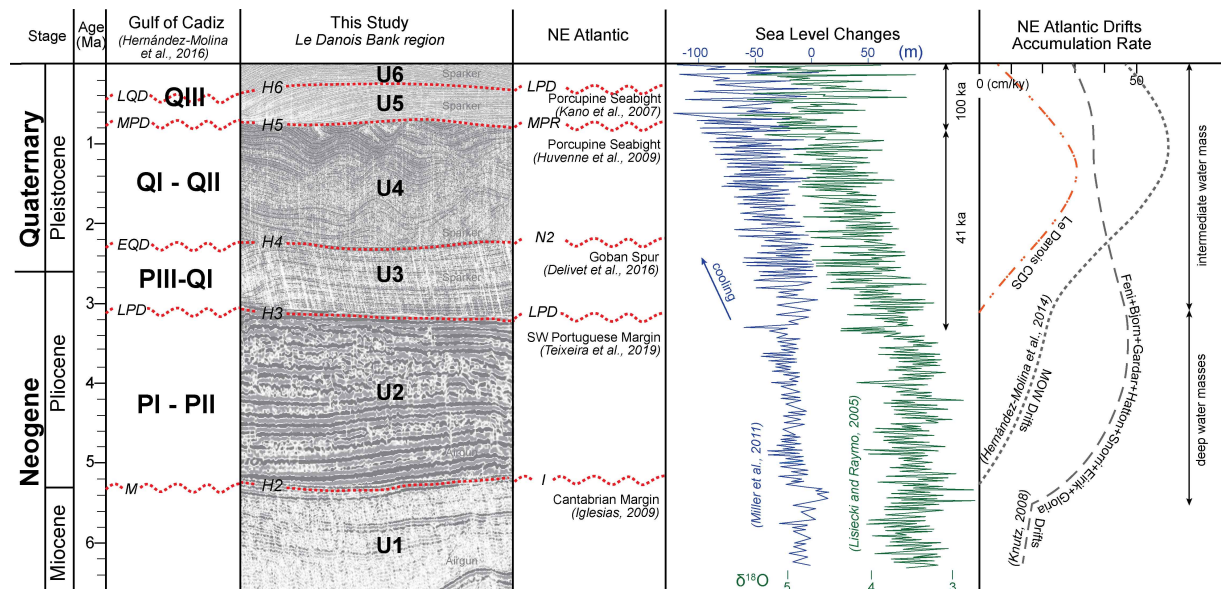 Stage
Age
(Ma)
Gulf of Cadiz
(Hernández-Molina
et al., 2016)
This Study
Le Danois Bank region
NE Atlantic
Sea Level Changes
-100 -50 0 (m)
NE Atlantic Drifts
Accumulation Rate
0 (cm/ky) 50
Quaternary
Neogene
Pleistocene
Pliocene
Miocene
1
2
3
4
5
6
LQD
QIII
MPD
QI - QII
EQD
PIII-QI
LPD
PI - PII
M
U6
Sparker
H6
U5
Sparker
H5
U4
Sparker
H4
U3
Sparker
H3
U2
Airgun
H2
U1
Airgun
LPD
Porcupine Seabight
(Kano et al., 2007)
MPR
Porcupine Seabight
(Huvenne et al., 2009)
N2
Goban Spur
(Delivet et al., 2016)
LPD
SW Portuguese Margin
(Teixeira et al., 2019)
I
Cantabrian Margin
(Iglesias, 2009)
cooling
(Miller et al., 2011)
(Lisiecki and Raymo, 2005)
δ18O
5 4 3
100 ka
41 ka
Le Danois CDS
MOW Drifts
(Hernández-Molina et al., 2014)
Feni+Bjorn+Gardar+Hatton+Snorri+Eirik+Gloria
Drifts
(Knutz, 2008)
intermediate water mass
deep water masses